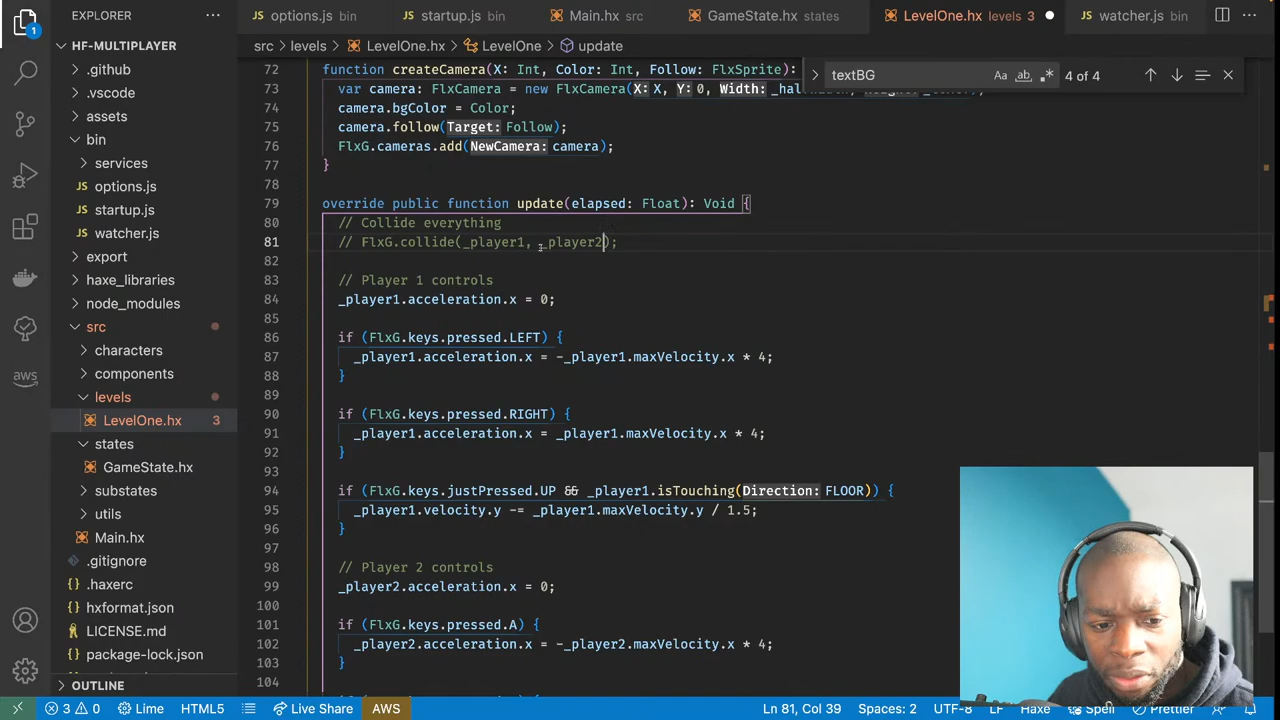 EXPLORER
options.js bin
startup.js bin
Main.hx src
GameState.hx states
LevelOne.hx levels 3
watcher.js bin
HF-MULTIPLAYER
src > levels > LevelOne.hx > LevelOne > update
.github
.vscode
assets
bin
services
options.js
startup.js
watcher.js
export
haxe_libraries
node_modules
src
characters
components
levels
LevelOne.hx 3
states
GameState.hx
substates
utils
Main.hx
.gitignore
.haxerc
hxformat.json
LICENSE.md
package-lock.json
OUTLINE
1
aws
textBG Aa ab 4 of 4
72 function createCamera(X: Int, Color: Int, Follow: FlxSprite):
73 var camera: FlxCamera = new FlxCamera(X: X, Y: 0, Width:
74 camera.bgColor = Color;
75 camera.follow(Target: Follow);
76 FlxG.cameras.add(NewCamera: camera);
77 }
78
79 override public function update(elapsed: Float): Void {
80 // Collide everything
81 // FlxG.collide(_player1, _player2);
82
83 // Player 1 controls
84 _player1.acceleration.x = 0;
85
86 if (FlxG.keys.pressed.LEFT) {
87 _player1.acceleration.x = -_player1.maxVelocity.x * 4;
88 }
89
90 if (FlxG.keys.pressed.RIGHT) {
91 _player1.acceleration.x = _player1.maxVelocity.x * 4;
92 }
93
94 if (FlxG.keys.justPressed.UP && _player1.isTouching(Direction: FLOOR)) {
95 _player1.velocity.y -= _player1.maxVelocity.y / 1.5;
96 }
97
98 // Player 2 controls
99 _player2.acceleration.x = 0;
100
101 if (FlxG.keys.pressed.A) {
102 _player2.acceleration.x = -_player2.maxVelocity.x * 4;
103 }
104
3 0 Lime HTML5 Live Share AWS Ln 81, Col 39 Spaces: 2 UTF-8 LF Haxe Spell Prettier